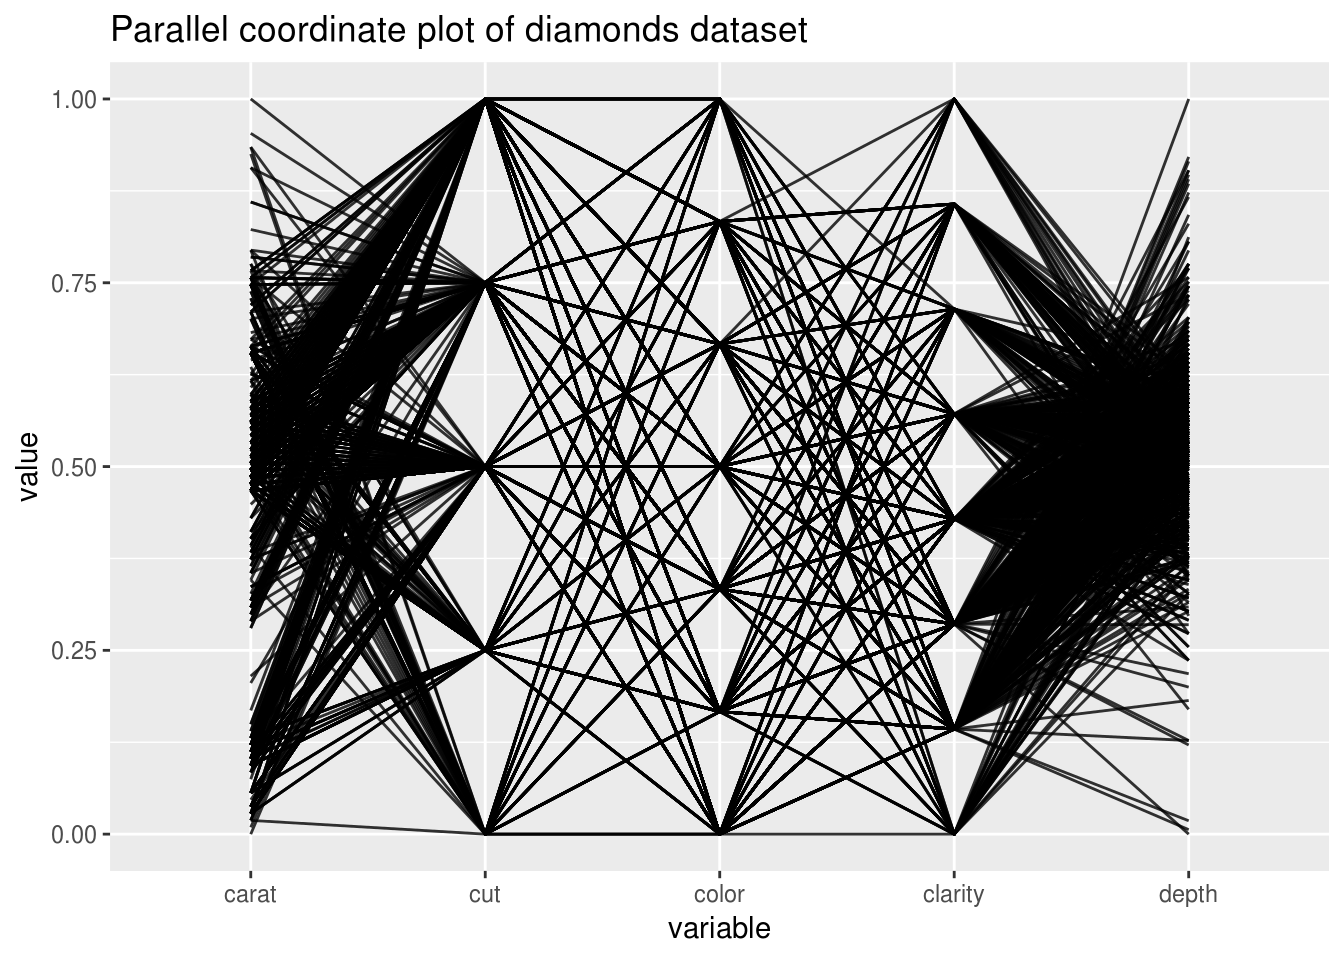 Parallel coordinate plot of diamonds dataset
1.00
0.75
0.50
0.25
0.00
value
carat cut color clarity depth
variable